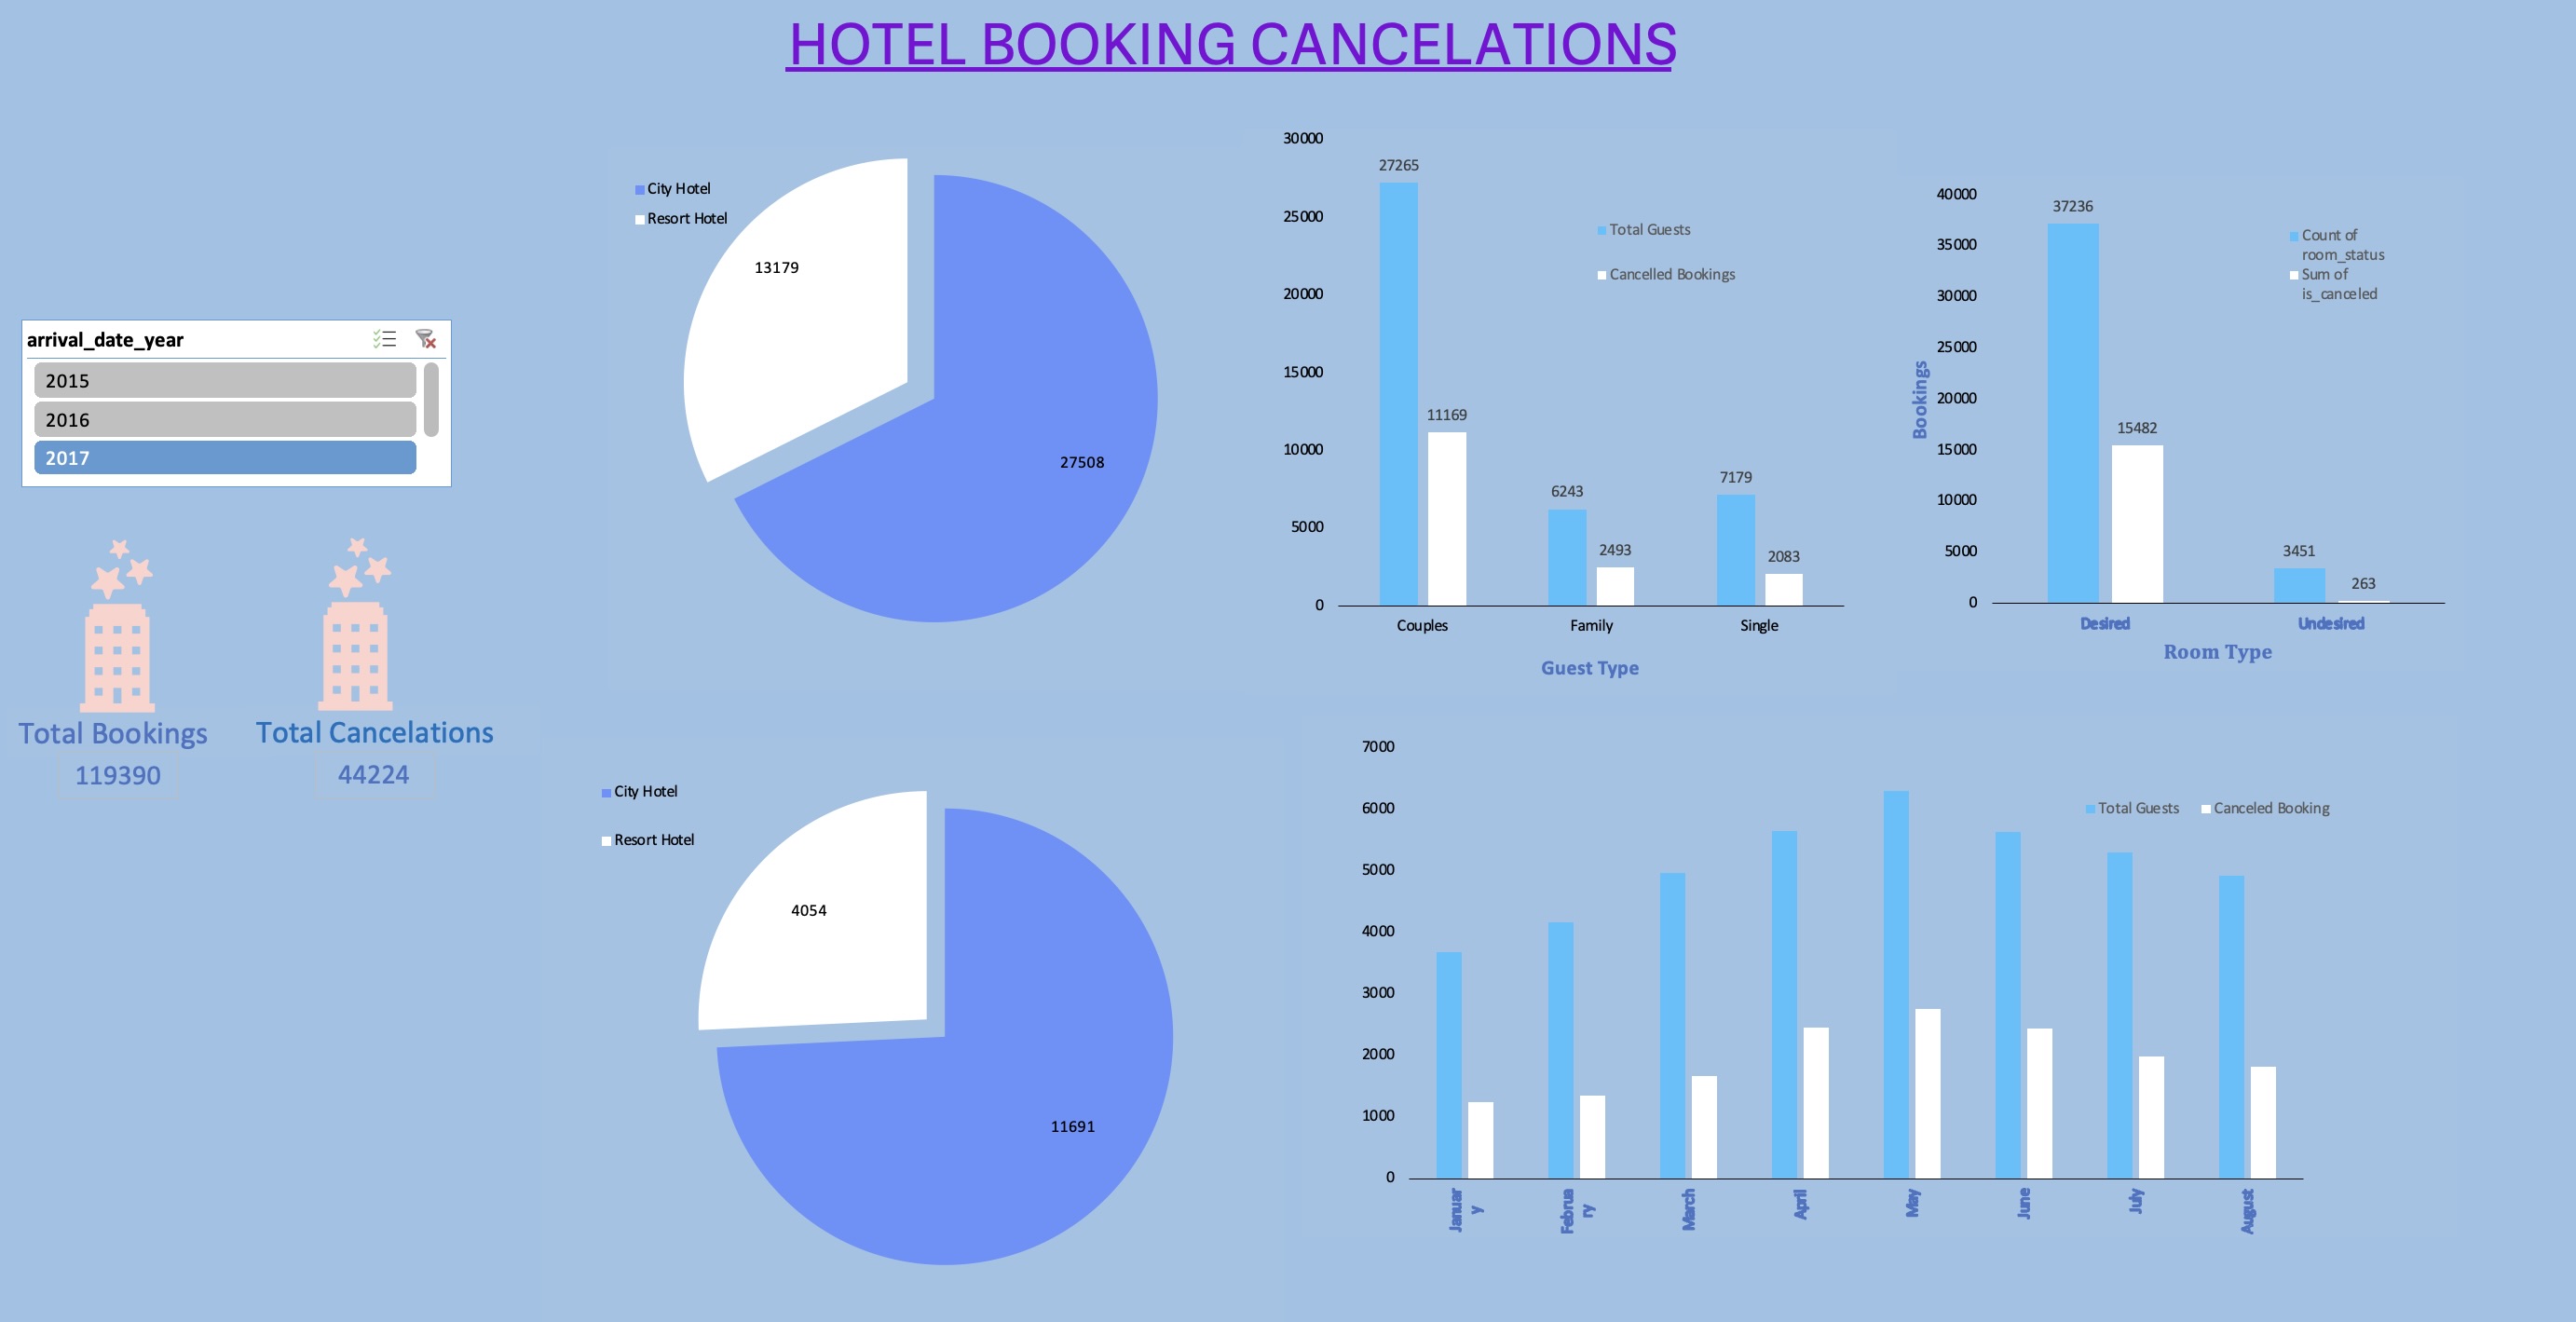 HOTEL BOOKING CANCELATIONS
arrival_date_year
2015
2016
2017
Total Bookings
119390
Total Cancelations
44224
City Hotel
Resort Hotel
13179
27508
30000
25000
20000
15000
10000
5000
0
27265
11169
6243
2493
7179
2083
Total Guests
Cancelled Bookings
Couples
Family
Single
Guest Type
40000
35000
30000
25000
20000
15000
10000
5000
0
Bookings
37236
15482
3451
263
Count of
room_status
Sum of
is_canceled
Desired
Undesired
Room Type
City Hotel
Resort Hotel
4054
11691
7000
6000
5000
4000
3000
2000
1000
0
Total Guests
Canceled Booking
Januar
y
Februa
ry
March
April
May
June
July
August